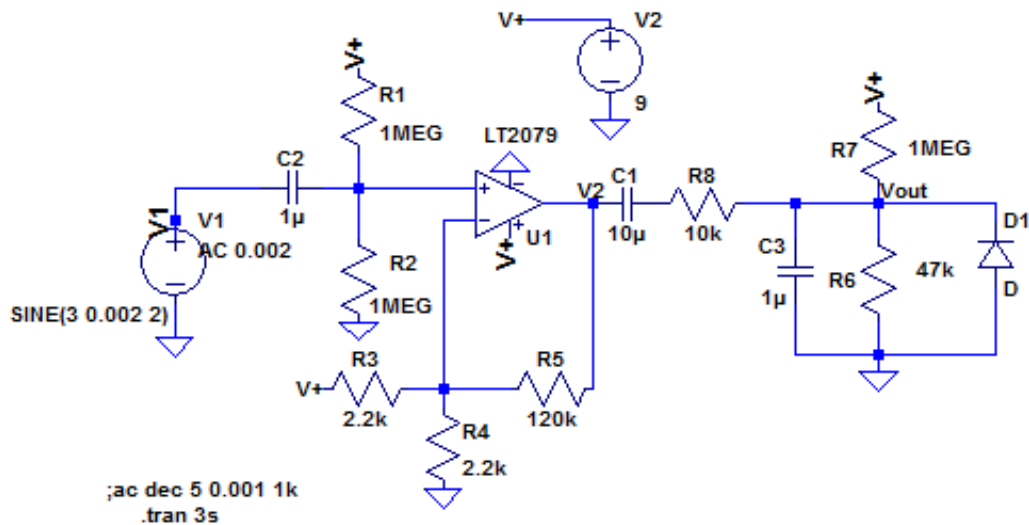 V+
V2
9
V+
R1
1MEG
C2
1µ
V1
V1
AC 0.002
SINE(3 0.002 2)
R2
1MEG
LT2079
+
−
−
+
U1
V+
V2
C1
10µ
R8
10k
V+
R7
1MEG
Vout
C3
1µ
R6
47k
D1
D
V+
R3
2.2k
R4
2.2k
R5
120k
;ac dec 5 0.001 1k
.tran 3s